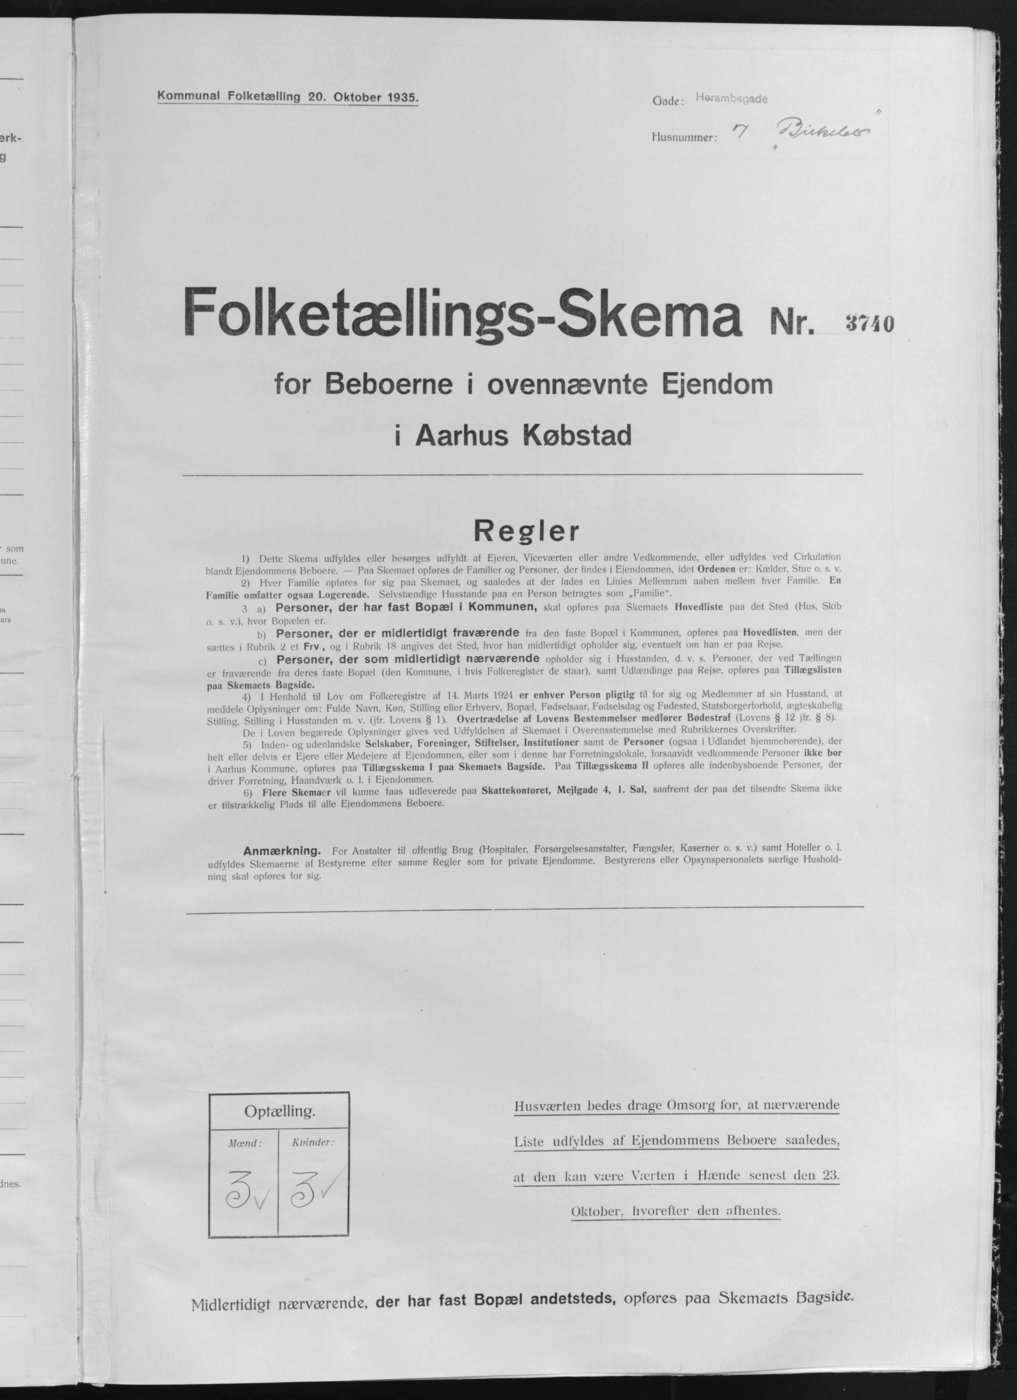 Kommunal Folketælling 20. Oktober 1935.
Gade: Herambsgade
Husnummer: 7 „Birkebo"
Folketællings-Skema Nr. 3740
for Beboerne i ovennævnte Ejendom
i Aarhus Købstad
Regler
1) Dette Skema udfyldes eller besørges udfyldt af Ejeren, Viceværten eller andre Vedkommende, eller udfyldes ved Cirkulation
blandt Ejendommens Beboere. — Paa Skemaet opføres de Familier og Personer, der findes i Ejendommen, idet Ordenen er: Kælder, Stue o. s. v.
2) Hver Familie opføres for sig paa Skemaet, og saaledes at der lades en Linies Mellemrum aaben mellem hver Familie. En
Familie omfatter ogsaa Logerende. Selvstændige Husstande paa en Person betragtes som „Familie".
3 a) Personer, der har fast Bopæl i Kommunen, skal opføres paa Skemaets Hovedliste paa det Sted (Hus, Skib
o. s. v.), hvor Bopælen er.
b) Personer, der er midlertidigt fraværende fra den faste Bopæl i Kommunen, opføres paa Hovedlisten, men der
sættes i Rubrik 2 et Frv., og i Rubrik 18 angives det Sted, hvor han midlertidigt opholder sig, eventuelt om han er paa Rejse.
c) Personer, der som midlertidigt nærværende opholder sig i Husstanden, d. v. s. Personer, der ved Tællingen
er fraværende fra deres faste Bopæl (den Kommune, i hvis Folkeregister de staar), samt Udlændinge paa Rejse, opføres paa Tillægslisten
paa Skemaets Bagside.
4) I Henhold til Lov om Folkeregistre af 14. Marts 1924 er enhver Person pligtig til for sig og Medlemmer af sin Husstand, at
meddele Oplysninger om: Fulde Navn, Køn, Stilling eller Erhverv, Bopæl, Fødselsaar, Fødselsdag og Fødested, Statsborgerforhold, ægteskabelig
Stilling, Stilling i Husstanden m. v. (jfr. Lovens § 1). Overtrædelse af Lovens Bestemmelser medfører Bødestraf (Lovens § 12 jfr. § 8).
De i Loven begærede Oplysninger gives ved Udfyldelsen af Skemaet i Overensstemmelse med Rubrikkernes Overskrifter.
5) Inden- og udenlandske Selskaber, Foreninger, Stiftelser, Institutioner samt de Personer (ogsaa i Udlandet hjemmehørende), der
helt eller delvis er Ejere eller Medejere af Ejendommen, eller som i denne har Forretningslokale, forsaavidt vedkommende Personer ikke bor
i Aarhus Kommune, opføres paa Tillægsskema I paa Skemaets Bagside. Paa Tillægsskema II opføres alle indenbysboende Personer, der
driver Forretning, Haandværk o. l. i Ejendommen.
6) Flere Skemaer vil kunne faas udleverede paa Skattekontoret, Mejlgade 4, 1. Sal, saafremt der paa det tilsendte Skema ikke
er tilstrækkelig Plads til alle Ejendommens Beboere.
Anmærkning. For Anstalter til offentlig Brug (Hospitaler, Forsørgelsesanstalter, Fængsler, Kaserner o. s. v.) samt Hoteller o. l.
udfyldes Skemaerne af Bestyrerne efter samme Regler som for private Ejendomme. Bestyrerens eller Opsynspersonalets særlige Hushold-
ning skal opføres for sig.
Optælling.
Mænd: Kvinder:
3 ✓ 3 ✓
Husværten bedes drage Omsorg for, at nærværende
Liste udfyldes af Ejendommens Beboere saaledes,
at den kan være Værten i Hænde senest den 23.
Oktober, hvorefter den afhentes.
Midlertidigt nærværende, der har fast Bopæl andetsteds, opføres paa Skemaets Bagside.